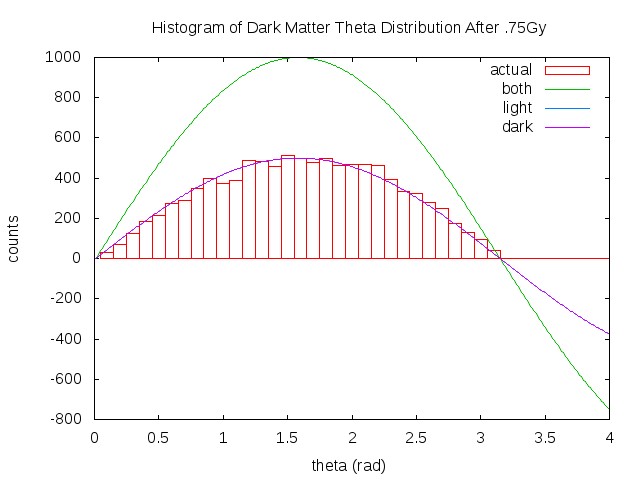 Histogram of Dark Matter Theta Distribution After .75Gy
1000
800
600
400
200
0
-200
-400
-600
-800
counts
actual
both
light
dark
0 0.5 1 1.5 2 2.5 3 3.5 4
theta (rad)